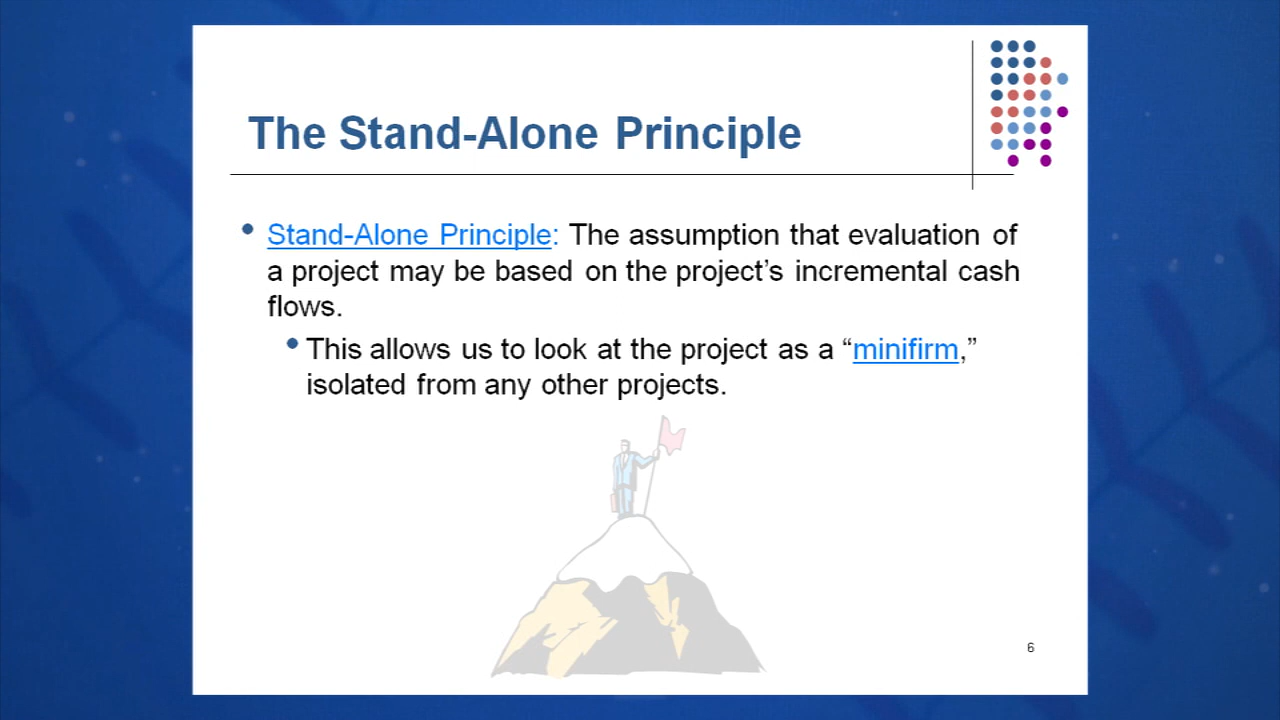 The Stand-Alone Principle
Stand-Alone Principle: The assumption that evaluation of
a project may be based on the project’s incremental cash
flows.
This allows us to look at the project as a “minifirm,”
isolated from any other projects.
6